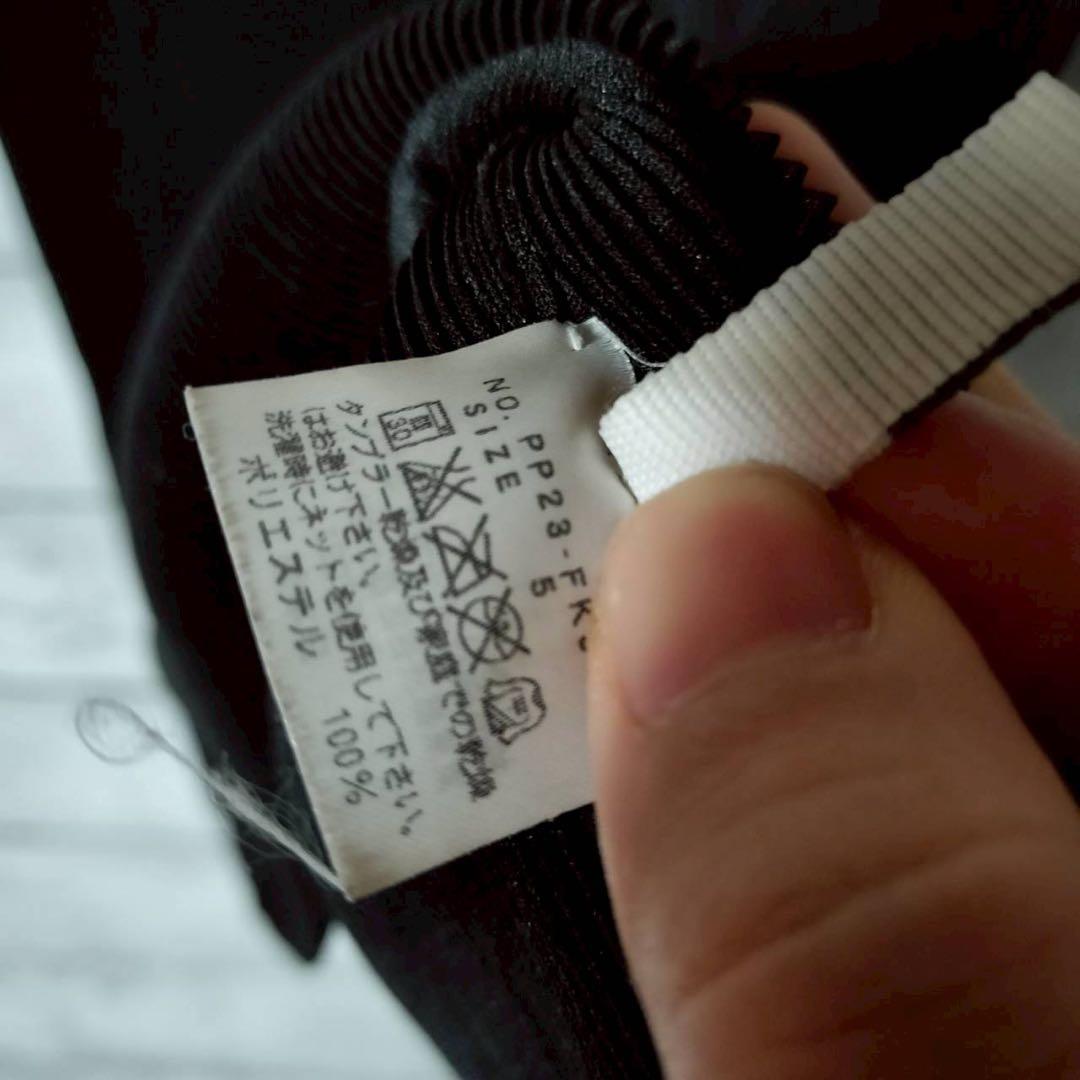 NO. PP23-FK
SIZE 5
30
タンブラー乾燥及び家庭での乾燥
はお避け下さい。
洗濯時にネットを使用して下さい。
ポリエステル 100%